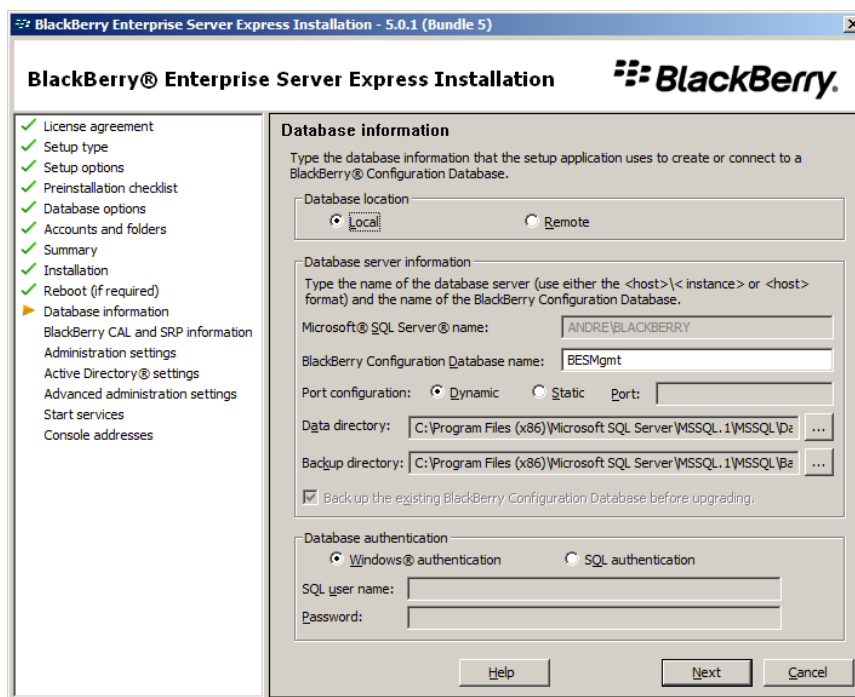 BlackBerry Enterprise Server Express Installation - 5.0.1 (Bundle 5)
BlackBerry® Enterprise Server Express Installation
BlackBerry.
License agreement
Setup type
Setup options
Preinstallation checklist
Database options
Accounts and folders
Summary
Installation
Reboot (if required)
Database information
BlackBerry CAL and SRP information
Administration settings
Active Directory® settings
Advanced administration settings
Start services
Console addresses
Database information
Type the database information that the setup application uses to create or connect to a
BlackBerry® Configuration Database.
Database location
Local
Remote
Database server information
Type the name of the database server (use either the <host>\< instance> or <host>
format) and the name of the BlackBerry Configuration Database.
Microsoft® SQL Server® name: ANDRE\BLACKBERRY
BlackBerry Configuration Database name: BESMgmt
Port configuration: Dynamic Static Port:
Data directory: C:\Program Files (x86)\Microsoft SQL Server\MSSQL.1\MSSQL\Da ...
Backup directory: C:\Program Files (x86)\Microsoft SQL Server\MSSQL.1\MSSQL\Ba ...
Back up the existing BlackBerry Configuration Database before upgrading.
Database authentication
Windows® authentication
SQL authentication
SQL user name:
Password:
Help
Next
Cancel